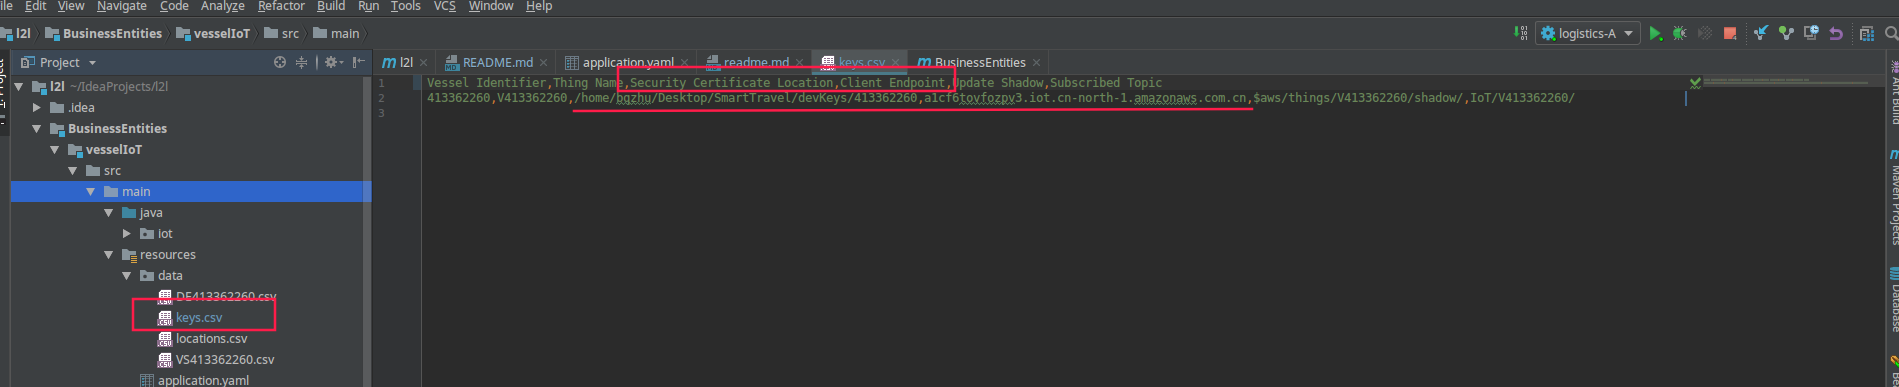 ile Edit View Navigate Code Analyze Refactor Build Run Tools VCS Window Help
l2l BusinessEntities vesselIoT src main logistics-A
Project l2l README.md application.yaml readme.md keys.csv BusinessEntities
l2l ~/IdeaProjects/l2l
.idea
BusinessEntities
vesselIoT
src
main
java
iot
resources
data
DE413362260.csv
keys.csv
locations.csv
VS413362260.csv
application.yaml
1 Vessel Identifier,Thing Name,Security Certificate Location,Client Endpoint,Update Shadow,Subscribed Topic
2 413362260,V413362260,/home/bqzhu/Desktop/SmartTravel/devKeys/413362260,a1cf6tovfozpv3.iot.cn-north-1.amazonaws.com.cn,$aws/things/V413362260/shadow/,IoT/V413362260/
3
Ant Build
Maven Projects
Database